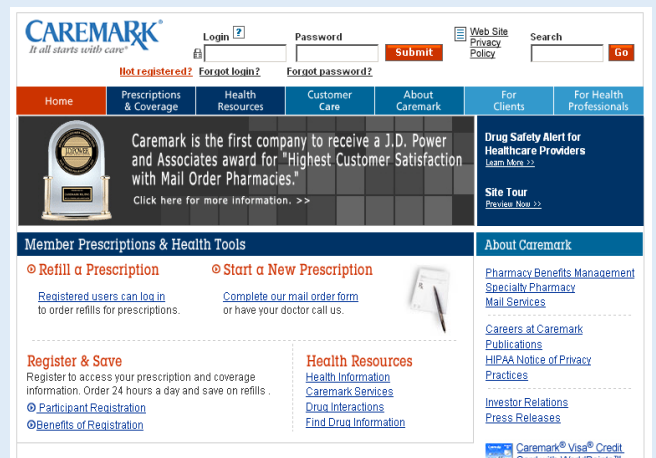 CAREMARK®
It all starts with care®
Login ?
Password
Submit
Not registered? Forgot login?
Forgot password?
Web Site
Privacy
Policy
Search
Go
Home
Prescriptions
& Coverage
Health
Resources
Customer
Care
About
Caremark
For
Clients
For Health
Professionals
Caremark is the first company to receive a J.D. Power
and Associates award for "Highest Customer Satisfaction
with Mail Order Pharmacies."
Click here for more information. >>
J.D. POWER
Drug Safety Alert for
Healthcare Providers
Learn More >>
Site Tour
Preview Now >>
Member Prescriptions & Health Tools
Refill a Prescription
Registered users can log in
to order refills for prescriptions.
Start a New Prescription
Complete our mail order form
or have your doctor call us.
Register & Save
Register to access your prescription and coverage
information. Order 24 hours a day and save on refills .
Participant Registration
Benefits of Registration
Health Resources
Health Information
Caremark Services
Drug Interactions
Find Drug Information
About Caremark
Pharmacy Benefits Management
Specialty Pharmacy
Mail Services
Careers at Caremark
Publications
HIPAA Notice of Privacy
Practices
Investor Relations
Press Releases
Caremark® Visa® Credit